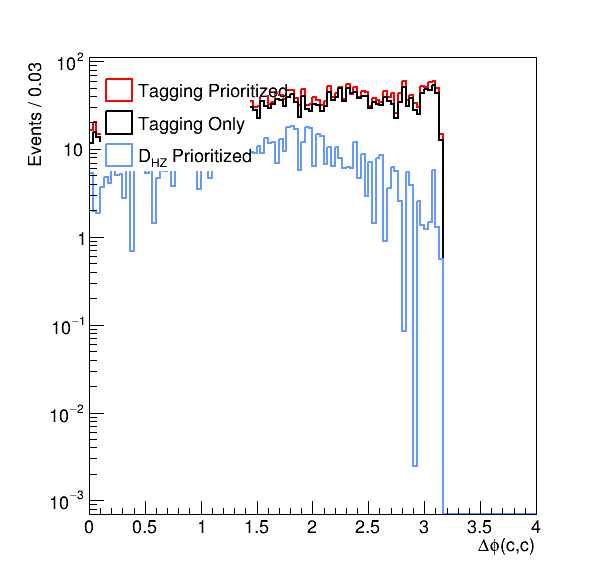 Events / 0.03
10²
10
1
10⁻¹
10⁻²
10⁻³
Tagging Prioritized
Tagging Only
D_HZ Prioritized
0 0.5 1 1.5 2 2.5 3 3.5 4
Δϕ(c,c)